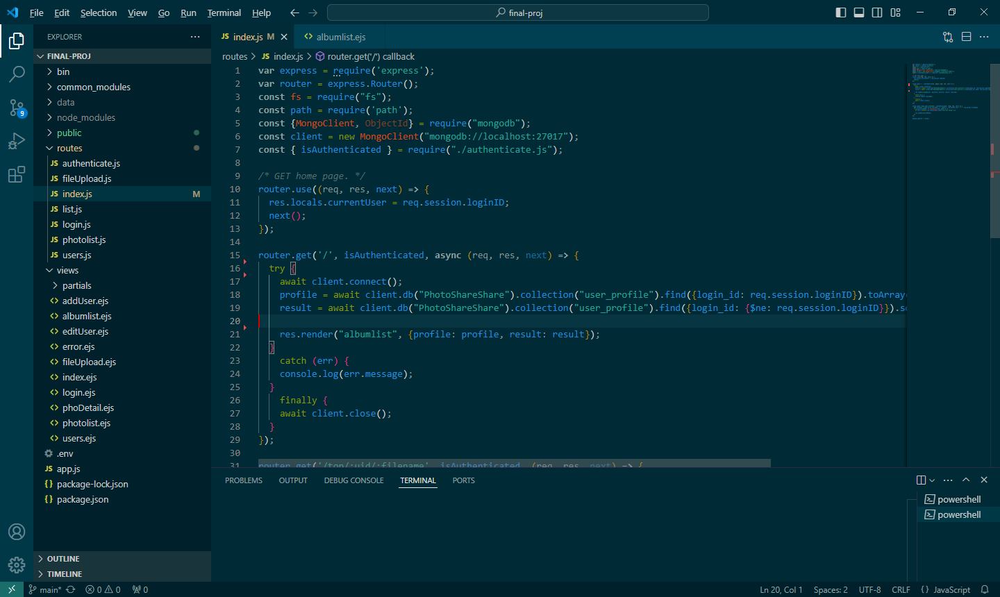 File Edit Selection View Go Run Terminal Help
final-proj
EXPLORER
FINAL-PROJ
bin
common_modules
data
node_modules
public
routes
JS authenticate.js
JS fileUpload.js
JS index.js M
JS list.js
JS login.js
JS photolist.js
JS users.js
views
partials
addUser.ejs
albumlist.ejs
editUser.ejs
error.ejs
fileUpload.ejs
index.ejs
login.ejs
phoDetail.ejs
photolist.ejs
users.ejs
.env
JS app.js
{} package-lock.json
{} package.json
OUTLINE
TIMELINE
9
JS index.js M
albumlist.ejs
routes > JS index.js > router.get('/') callback
1 var express = require('express');
2 var router = express.Router();
3 const fs = require("fs");
4 const path = require('path');
5 const {MongoClient, ObjectId} = require("mongodb");
6 const client = new MongoClient("mongodb://localhost:27017");
7 const { isAuthenticated } = require("./authenticate.js");
8
9 /* GET home page. */
10 router.use((req, res, next) => {
11 res.locals.currentUser = req.session.loginID;
12 next();
13 });
14
15 router.get('/', isAuthenticated, async (req, res, next) => {
16 try {
17 await client.connect();
18 profile = await client.db("PhotoShareShare").collection("user_profile").find({login_id: req.session.loginID}).toArray(
19 result = await client.db("PhotoShareShare").collection("user_profile").find({login_id: {$ne: req.session.loginID}}).so
20
21 res.render("albumlist", {profile: profile, result: result});
22 }
23 catch (err) {
24 console.log(err.message);
25 }
26 finally {
27 await client.close();
28 }
29 });
30
31 router.get('/top/:uid/:filename', isAuthenticated, (req, res, next) => {
PROBLEMS OUTPUT DEBUG CONSOLE TERMINAL PORTS
powershell
powershell
main* 0 0 0
Ln 20, Col 1 Spaces: 2 UTF-8 CRLF {} JavaScript